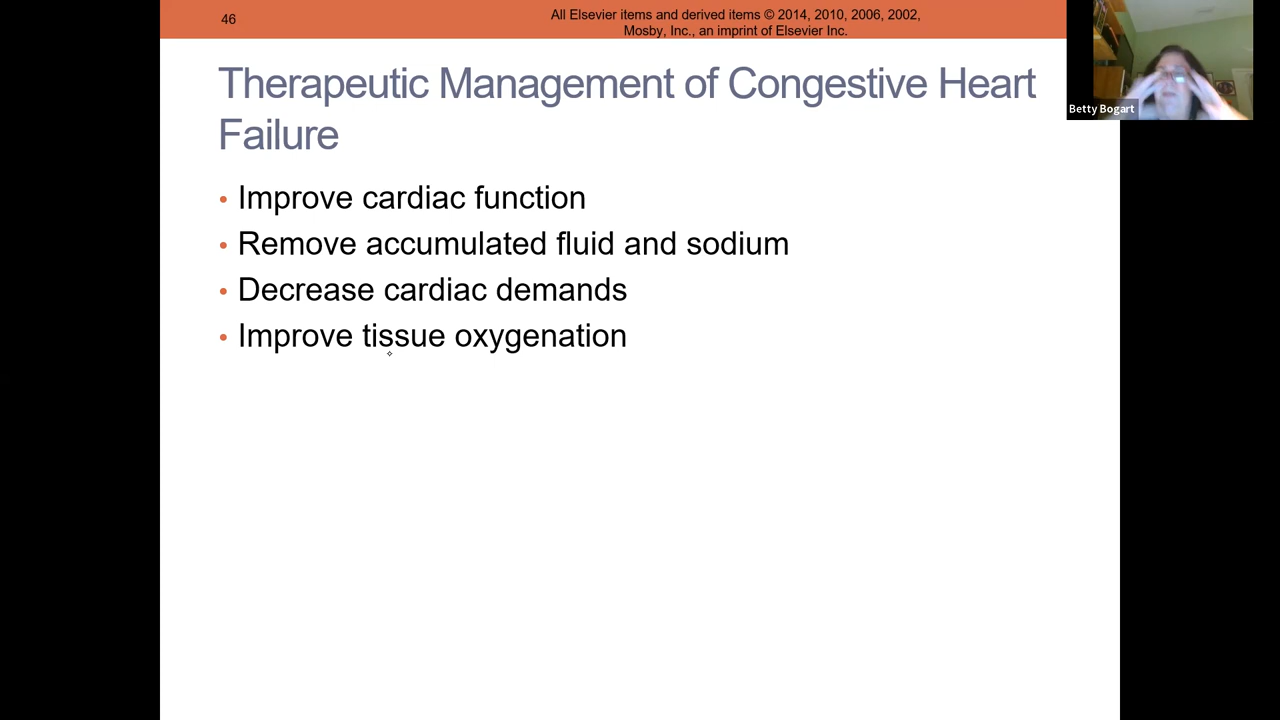 46
All Elsevier items and derived items © 2014, 2010, 2006, 2002,
Mosby, Inc., an imprint of Elsevier Inc.
Betty Bogart
Therapeutic Management of Congestive Heart
Failure
• Improve cardiac function
• Remove accumulated fluid and sodium
• Decrease cardiac demands
• Improve tissue oxygenation